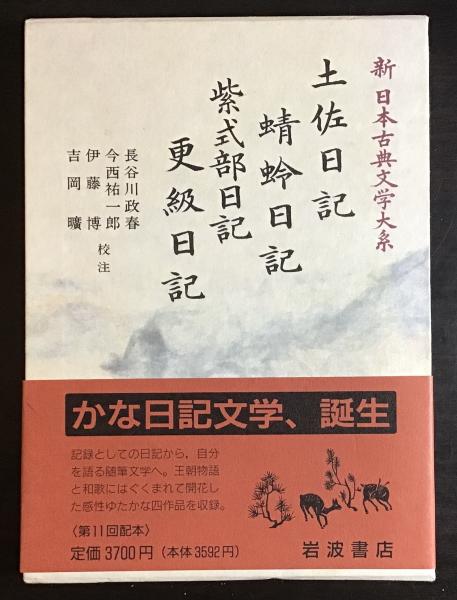 新 日本古典文学大系
土佐日記
蜻蛉日記
紫式部日記
更級日記
長谷川政春
今西祐一郎
伊藤 博
吉岡 曠
校注
かな日記文学、誕生
記録としての日記から、自分
を語る随筆文学へ。王朝物語
と和歌にはぐくまれて開花し
た感性ゆたかな四作品を収録。
〈第11回配本〉
定価 3700円（本体3592円）
岩波書店